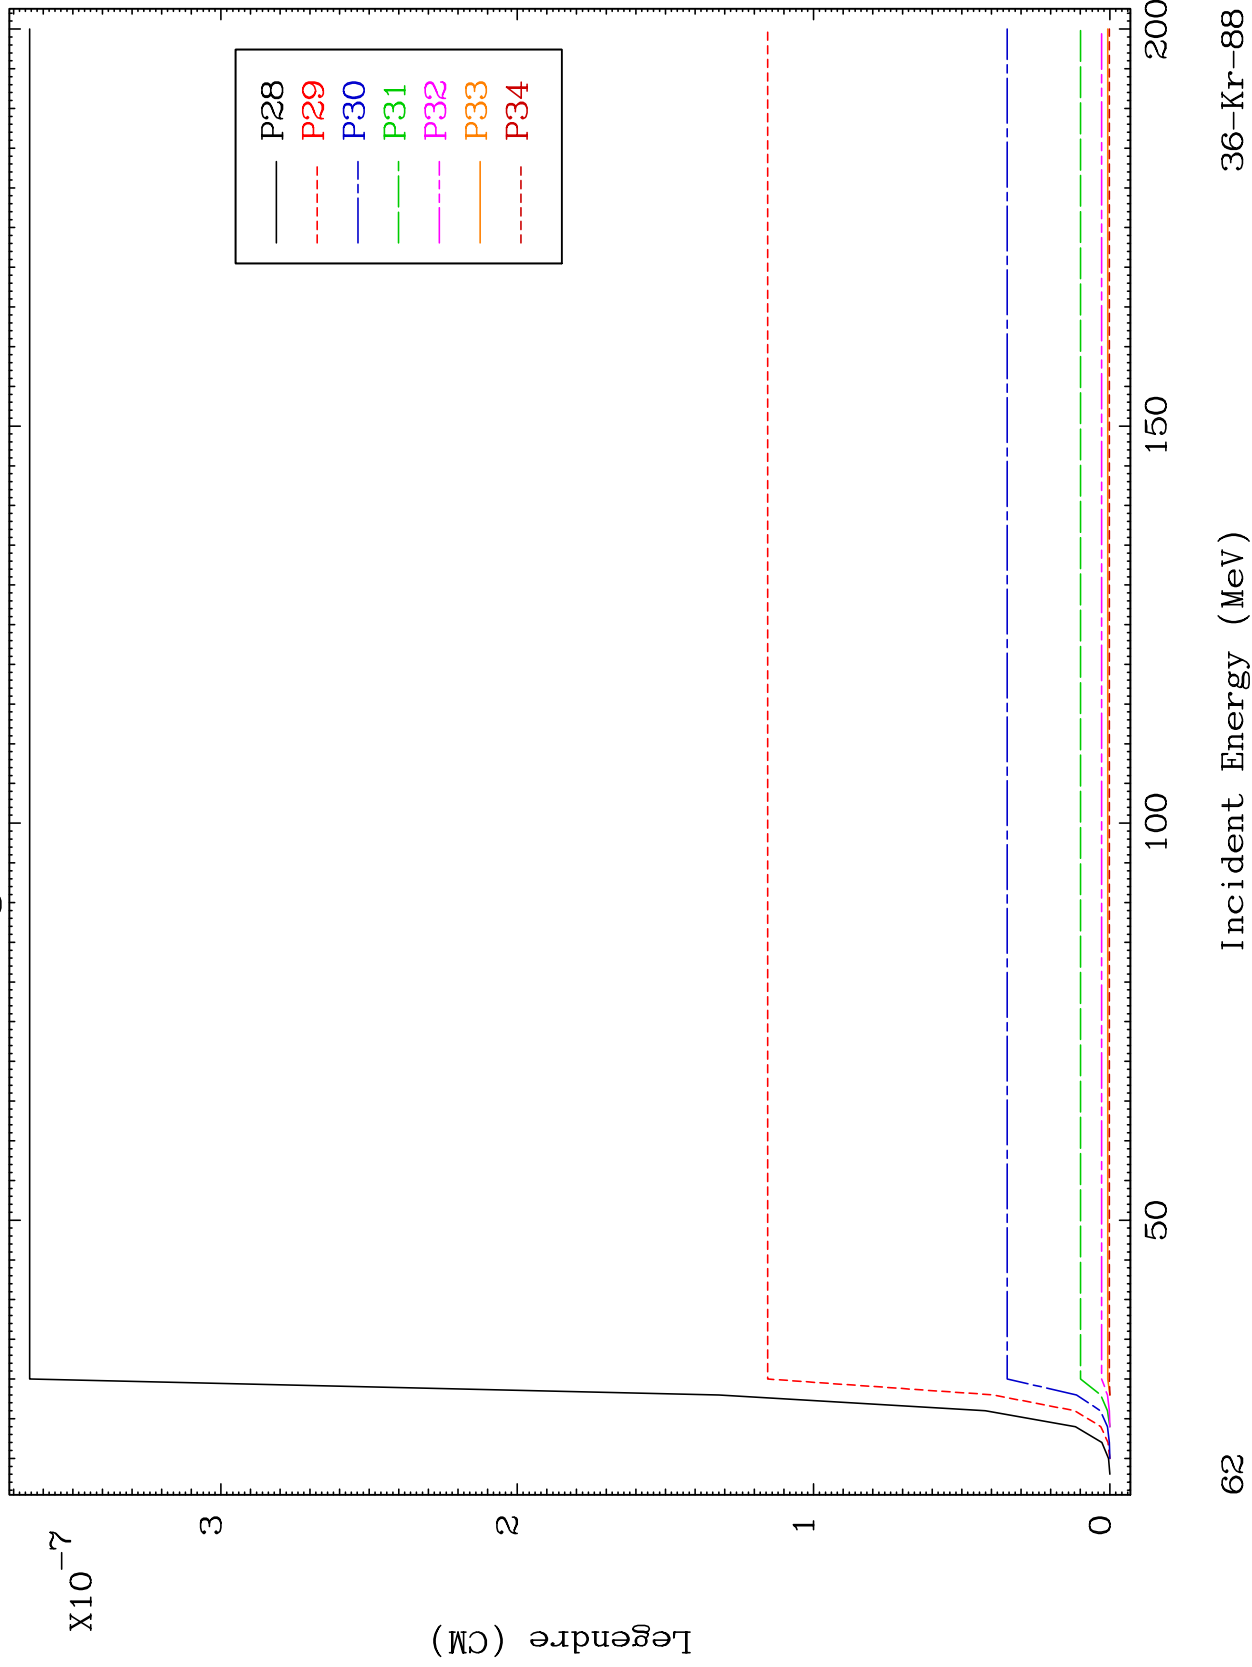 X10-7
Legendre (CM)
3
2
1
0
P28
P29
P30
P31
P32
P33
P34
50
100
150
200
62
Incident Energy (MeV)
36-Kr-88